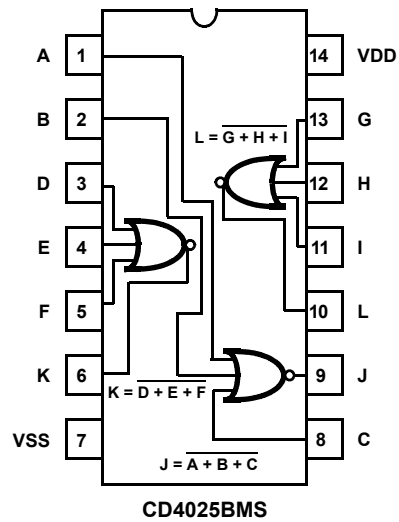 A 1 14 VDD
B 2 13 G
L = G + H + I
D 3 12 H
E 4 11 I
F 5 10 L
K 6 9 J
K = D + E + F
VSS 7 8 C
J = A + B + C
CD4025BMS